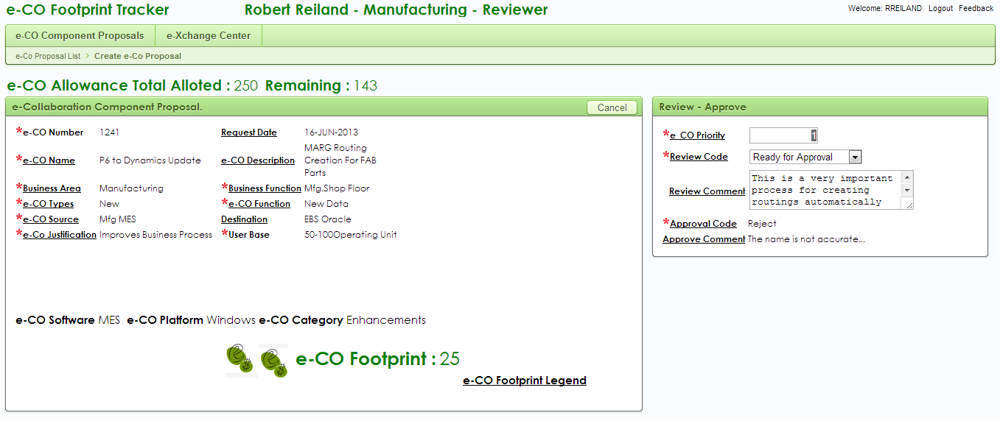 e-CO Footprint Tracker Robert Reiland - Manufacturing - Reviewer Welcome: RREILAND Logout Feedback
e-CO Component Proposals e-Xchange Center
e-Co Proposal List > Create e-Co Proposal
e-CO Allowance Total Alloted : 250 Remaining : 143
e-Collaboration Component Proposal. Cancel
*e-CO Number 1241 Request Date 16-JUN-2013
*e-CO Name P6 to Dynamics Update e-CO Description MARG Routing
Creation For FAB
Parts
*Business Area Manufacturing *Business Function Mfg.Shop Floor
*e-CO Types New *e-CO Function New Data
*e-CO Source Mfg MES Destination EBS Oracle
*e-Co Justification Improves Business Process *User Base 50-100Operating Unit
e-CO Software MES e-CO Platform Windows e-CO Category Enhancements
e-CO Footprint : 25
e-CO Footprint Legend
Review - Approve
*e_CO Priority 1
*Review Code Ready for Approval
Review Comment This is a very important
process for creating
routings automatically
*Approval Code Reject
Approve Comment The name is not accurate...